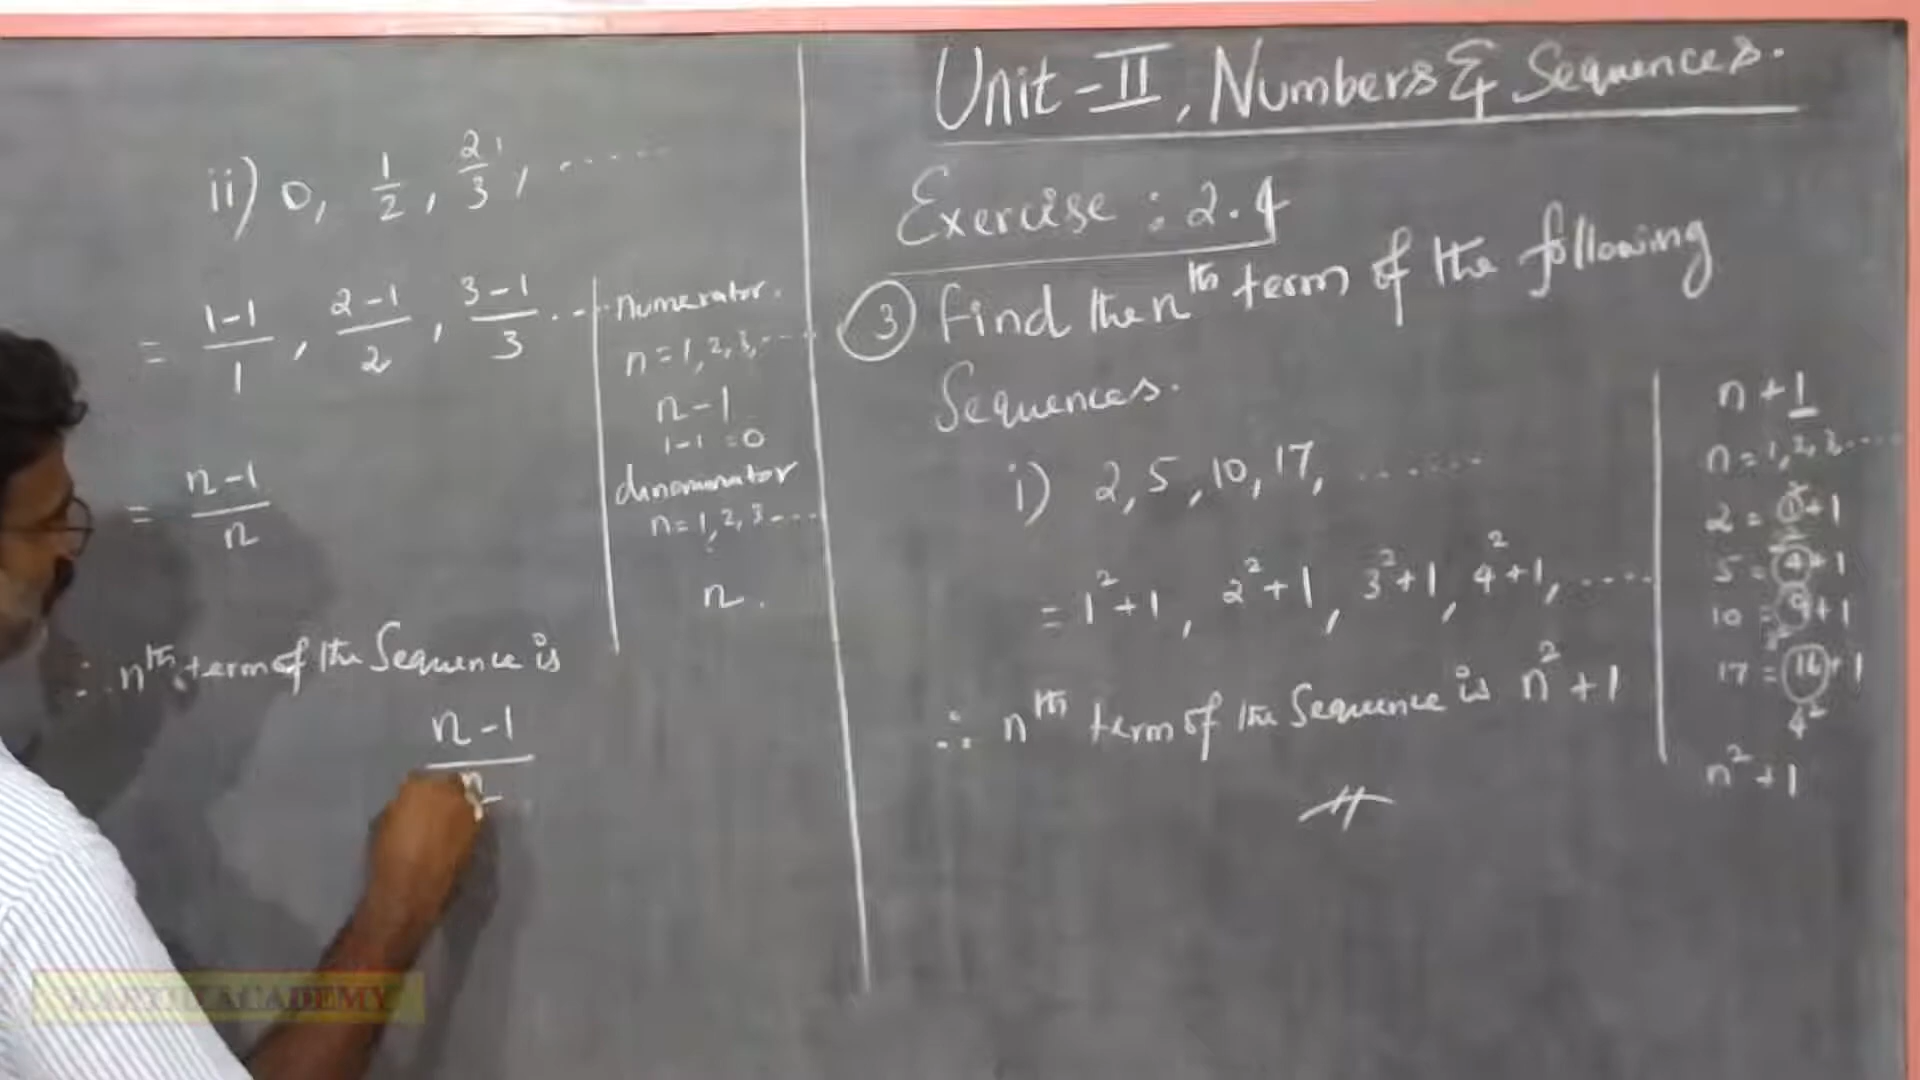 Unit-II, Numbers & Sequences.
Exercise : 2.4
③ Find the nᵗʰ term of the following
Sequences.
i) 2, 5, 10, 17, .......
= 1²+1, 2²+1, 3²+1, 4²+1, ....
∴ nᵗʰ term of the Sequence is n²+1
n+1
n=1,2,3....
2 = 1²+1
5 = 4+1
10 = 9+1
17 = 16+1
4²
n²+1
ii) 0, 1/2, 2/3, ......
= (1-1)/1, (2-1)/2, (3-1)/3 ...
= (n-1)/n
numerator.
n=1,2,3,....
n-1
1-1=0
dinominator
n=1,2,3....
n.
∴ nᵗʰ term of the Sequence is
(n-1)/n
ACADEMY